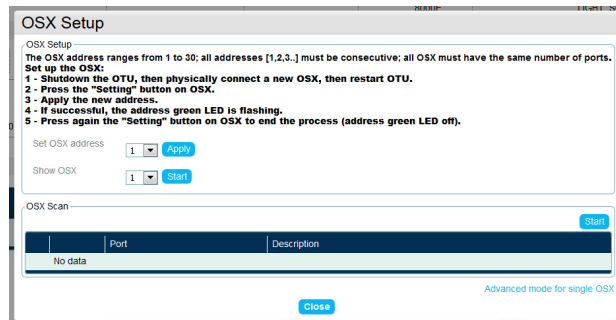 8000E
LIGHT S
OSX Setup
OSX Setup
The OSX address ranges from 1 to 30; all addresses [1,2,3..] must be consecutive; all OSX must have the same number of ports.
Set up the OSX:
1 - Shutdown the OTU, then physically connect a new OSX, then restart OTU.
2 - Press the "Setting" button on OSX.
3 - Apply the new address.
4 - If successful, the address green LED is flashing.
5 - Press again the "Setting" button on OSX to end the process (address green LED off).
Set OSX address 1 Apply
Show OSX 1 Start
OSX Scan
Start
Port Description
No data
Advanced mode for single OSX
Close